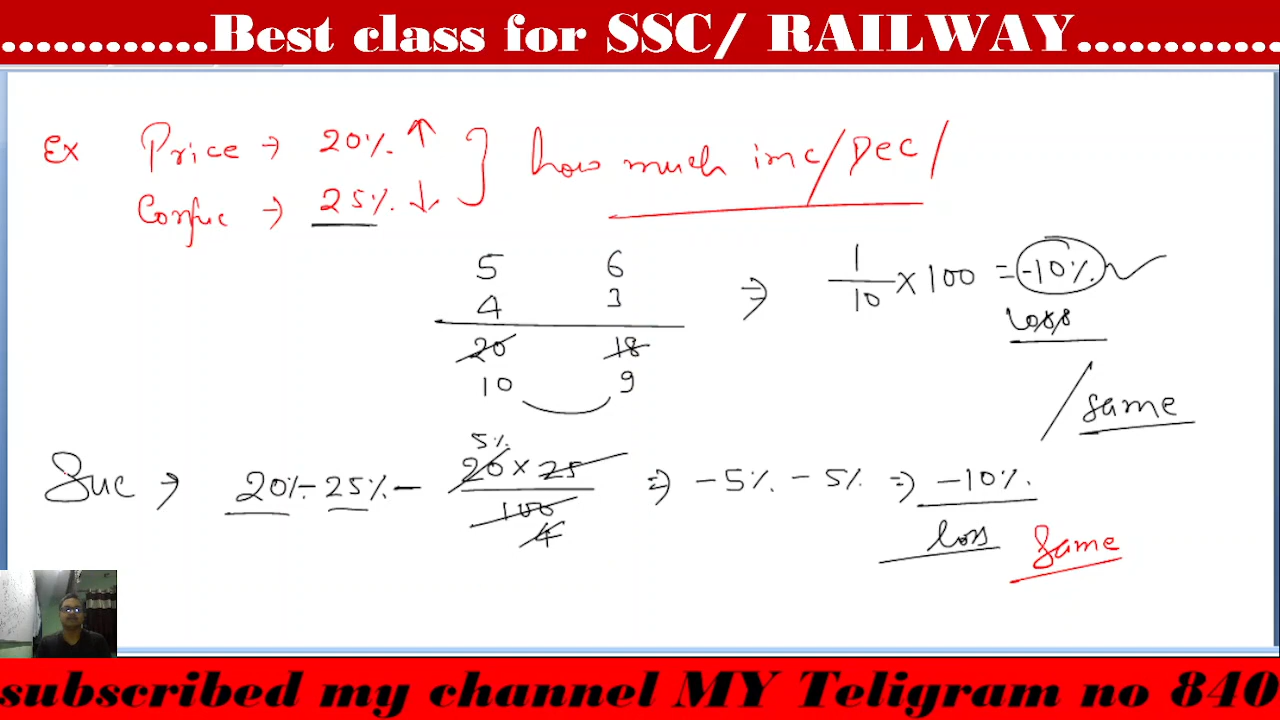 ............Best class for SSC/ RAILWAY............
Ex Price → 20% ↑ } how much inc/Dec/
→ 25% ↓
5 6
4 3 ⇒ 1/10 × 100 = -10% ✓
loss
20 18
10 9
/ same
5%
Suc → 20% - 25% - 20 × 25 / 100 ⇒ -5% - 5% ⇒ -10%.
4
loss same
subscribed my channel MY Teligram no 840